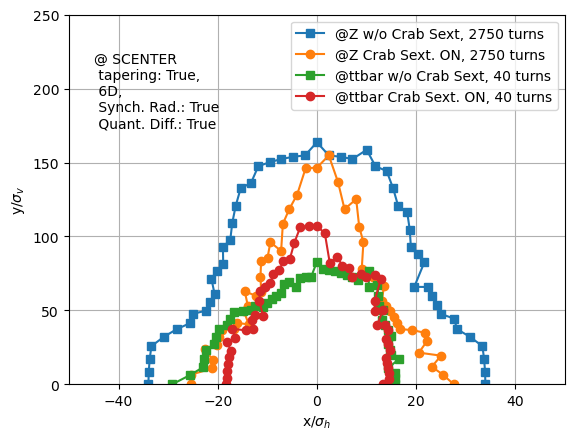 250
200
150
100
50
0
y/σᵥ
@ SCENTER
tapering: True,
6D,
Synch. Rad.: True
Quant. Diff.: True
@Z w/o Crab Sext, 2750 turns
@Z Crab Sext. ON, 2750 turns
@ttbar w/o Crab Sext, 40 turns
@ttbar Crab Sext. ON, 40 turns
−40 −20 0 20 40
x/σₕ